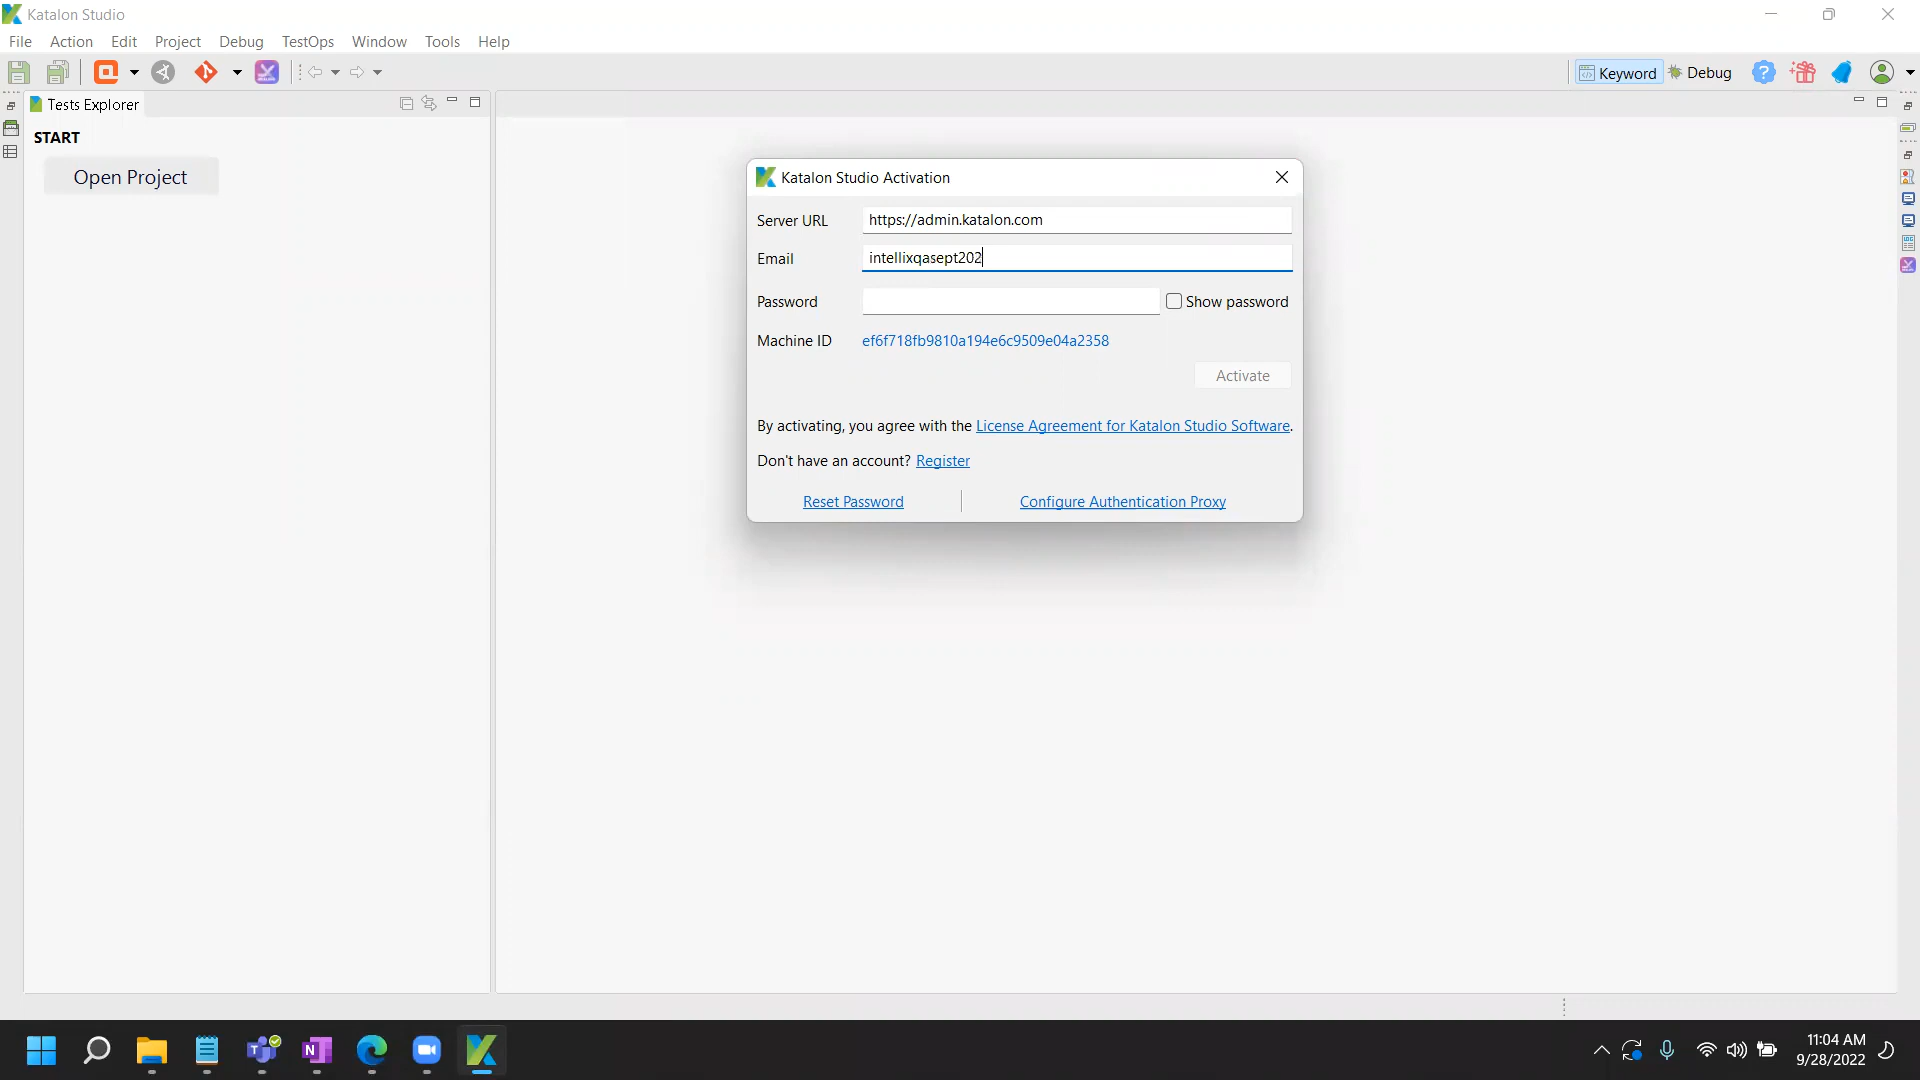 Katalon Studio
File Action Edit Project Debug TestOps Window Tools Help
Keyword Debug
Tests Explorer
START
Open Project
Katalon Studio Activation
Server URL https://admin.katalon.com
Email intellixqasept202
Password Show password
Machine ID ef6f718fb9810a194e6c9509e04a2358
Activate
By activating, you agree with the License Agreement for Katalon Studio Software.
Don't have an account? Register
Reset Password Configure Authentication Proxy
11:04 AM
9/28/2022